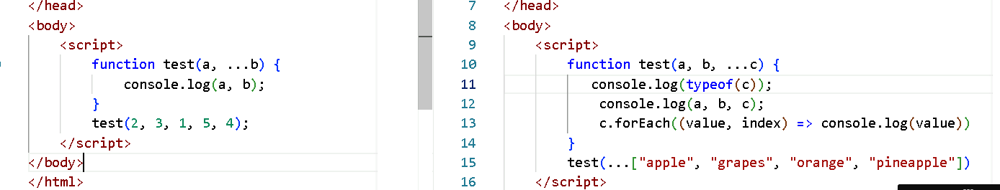 </head>
<body>
<script>
function test(a, ...b) {
console.log(a, b);
}
test(2, 3, 1, 5, 4);
</script>
</body>
</html>
7 </head>
8 <body>
9 <script>
10 function test(a, b, ...c) {
11 console.log(typeof(c));
12 console.log(a, b, c);
13 c.forEach((value, index) => console.log(value))
14 }
15 test(...["apple", "grapes", "orange", "pineapple"])
16 </script>